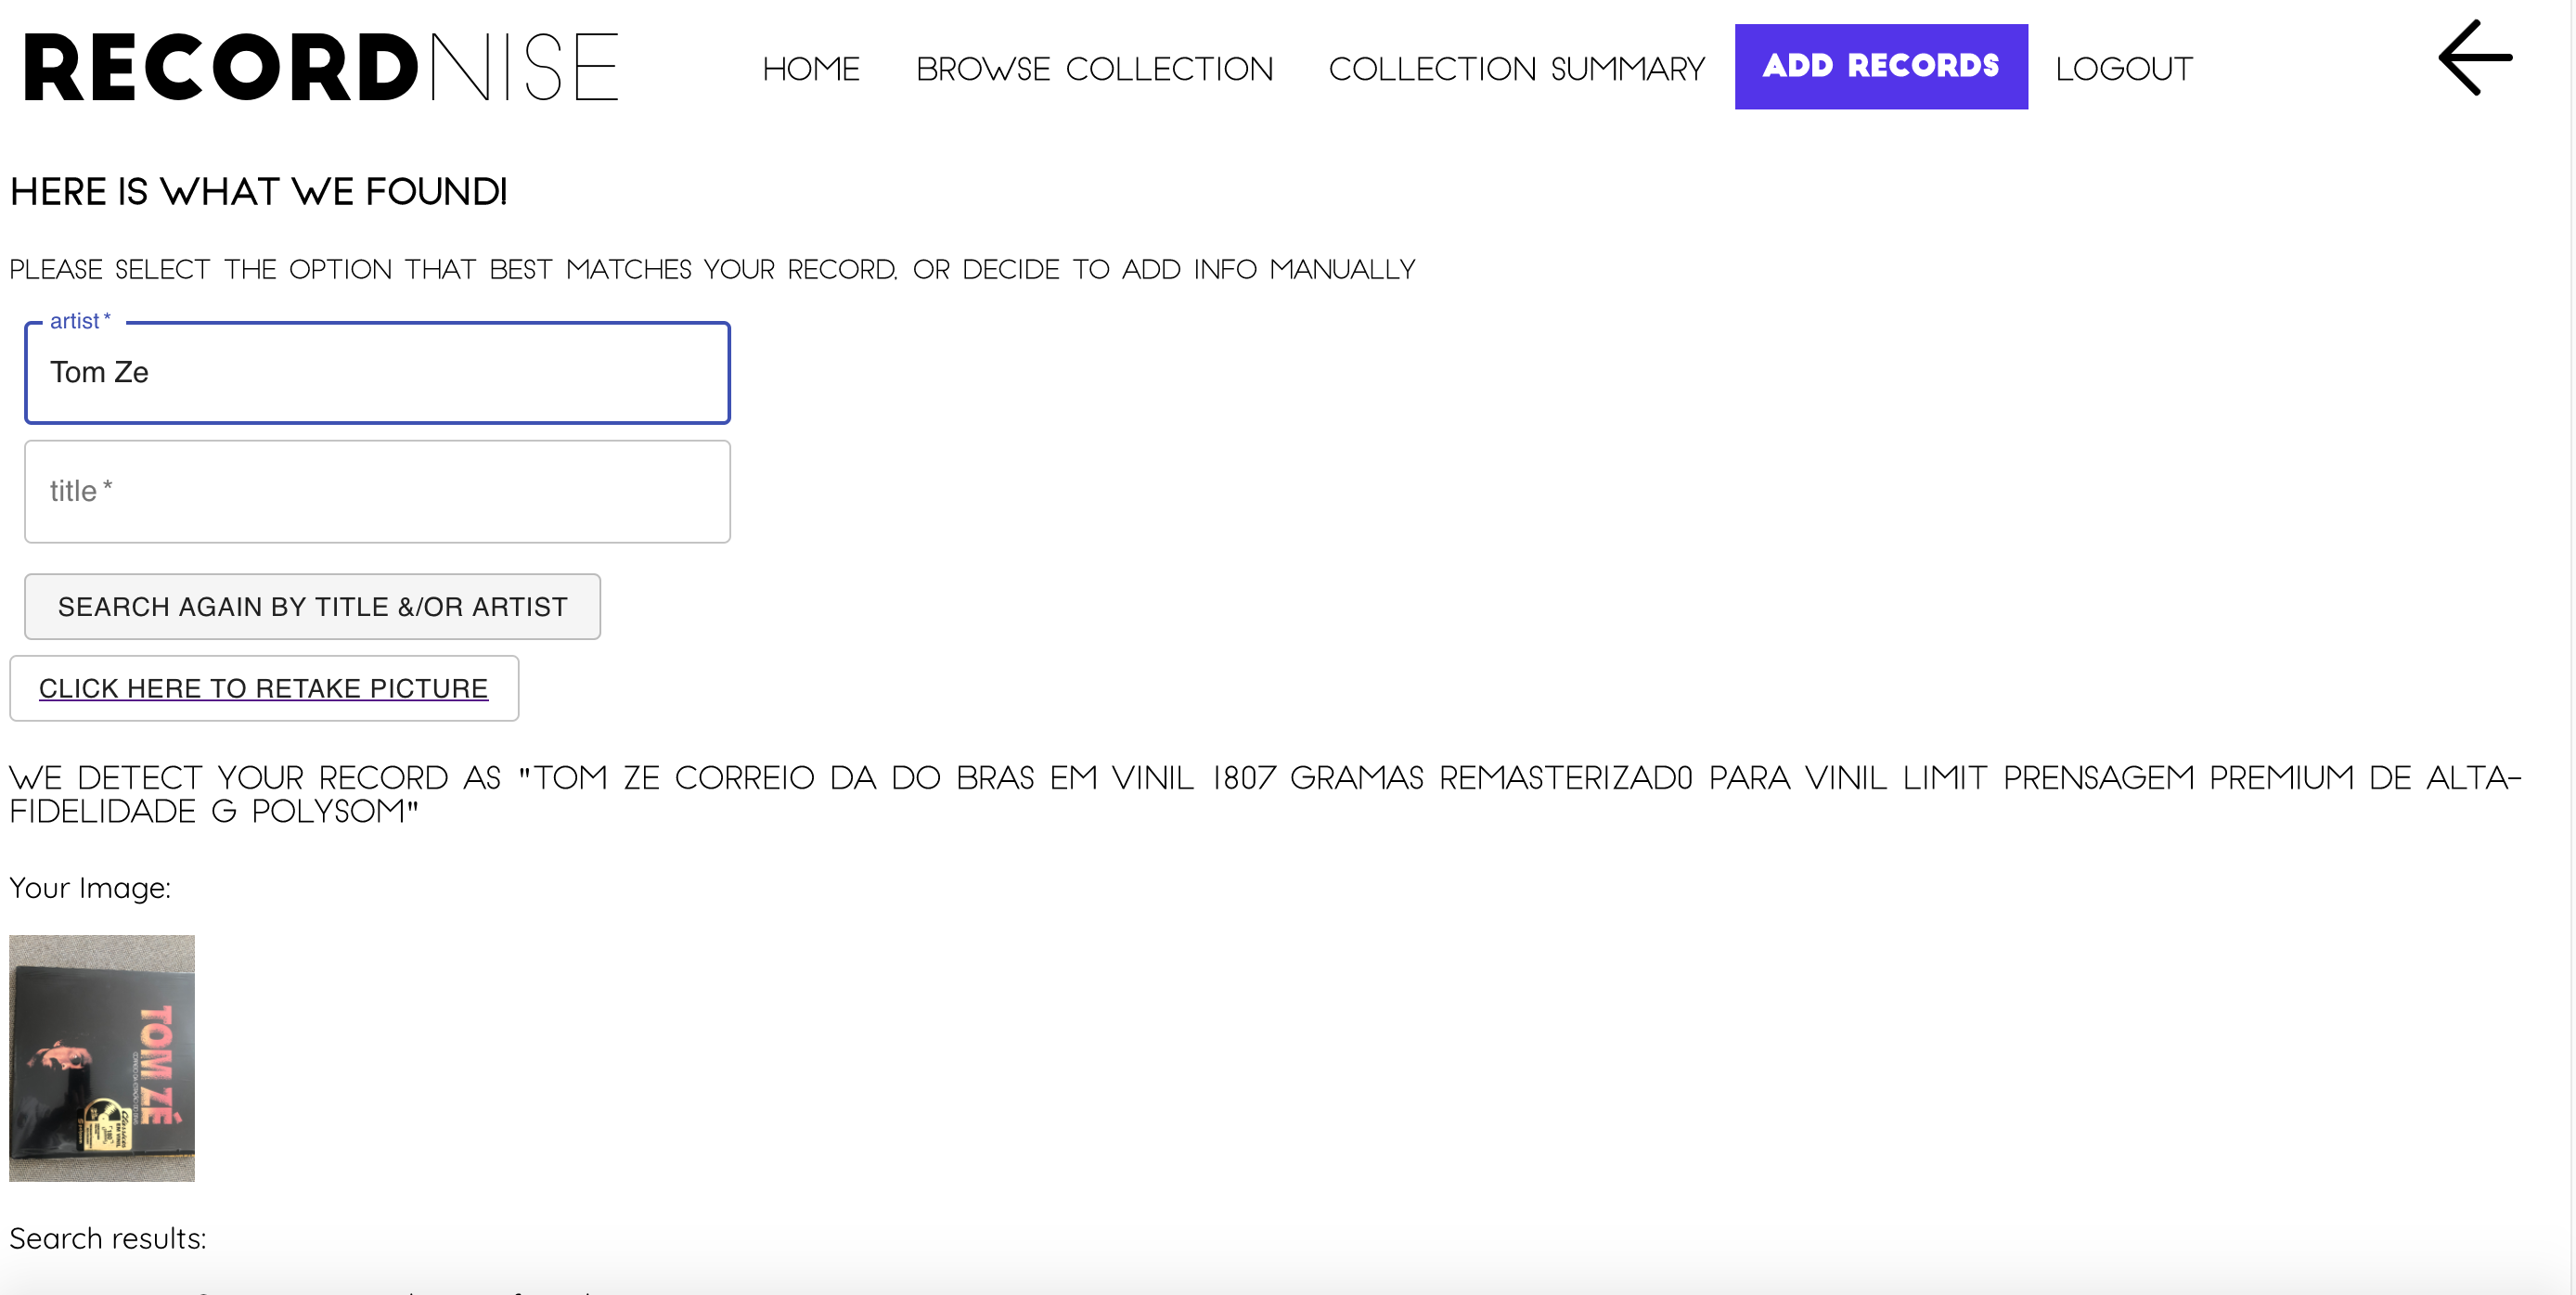 RECORDNISE
HOME BROWSE COLLECTION COLLECTION SUMMARY ADD RECORDS LOGOUT
HERE IS WHAT WE FOUND!
PLEASE SELECT THE OPTION THAT BEST MATCHES YOUR RECORD, OR DECIDE TO ADD INFO MANUALLY
artist *
Tom Ze
title *
SEARCH AGAIN BY TITLE &/OR ARTIST
CLICK HERE TO RETAKE PICTURE
WE DETECT YOUR RECORD AS "TOM ZE CORREIO DA DO BRAS EM VINIL 1807 GRAMAS REMASTERIZAD0 PARA VINIL LIMIT PRENSAGEM PREMIUM DE ALTA-
FIDELIDADE G POLYSOM"
Your Image:
TOM ZÉ
Search results: